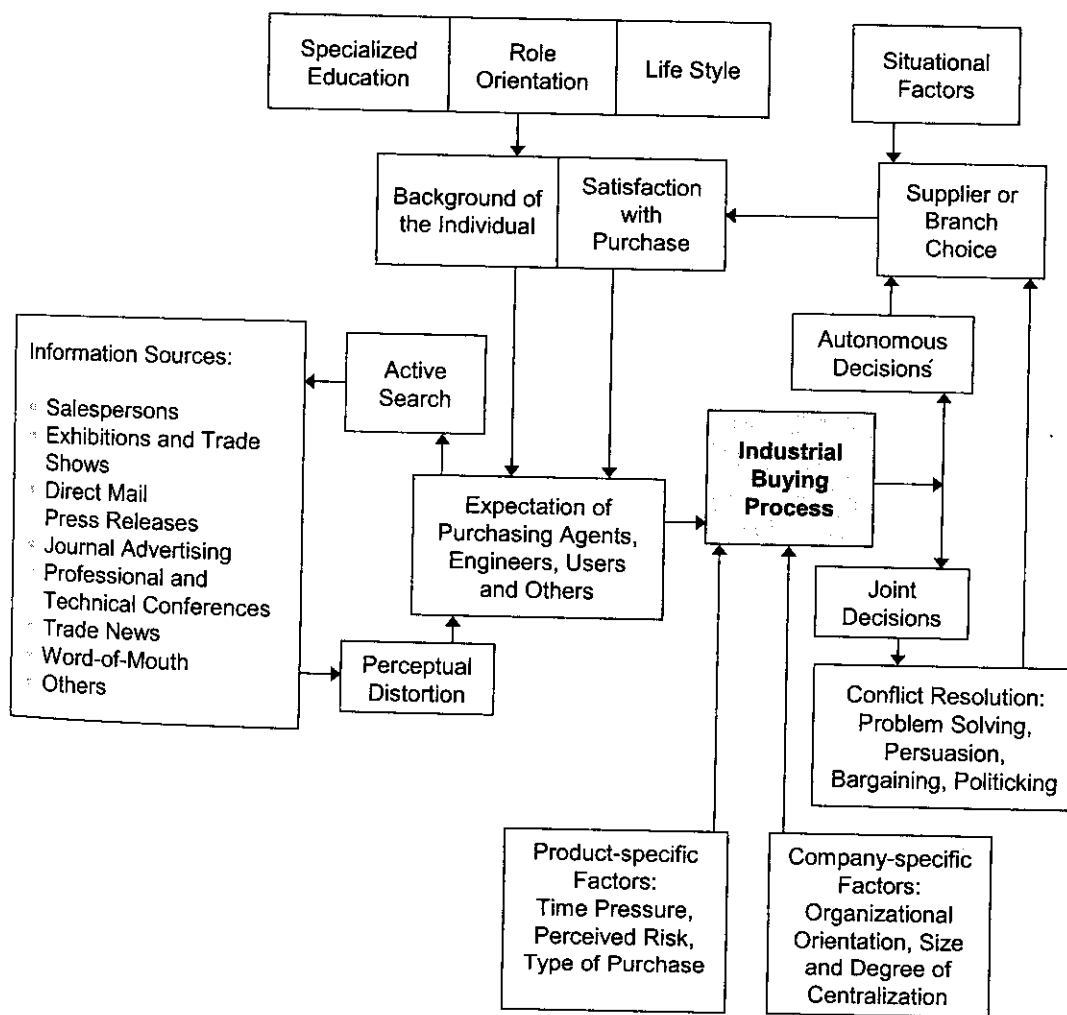 Specialized
Education
Role
Orientation
Life Style
Situational
Factors
Background of
the Individual
Satisfaction
with
Purchase
Supplier or
Branch
Choice
Information Sources:
Salespersons
Exhibitions and Trade
Shows
Direct Mail
Press Releases
Journal Advertising
Professional and
Technical Conferences
Trade News
Word-of-Mouth
Others
Active
Search
Autonomous
Decisions
Industrial
Buying
Process
Expectation of
Purchasing Agents,
Engineers, Users
and Others
Perceptual
Distortion
Joint
Decisions
Conflict Resolution:
Problem Solving,
Persuasion,
Bargaining, Politicking
Product-specific
Factors:
Time Pressure,
Perceived Risk,
Type of Purchase
Company-specific
Factors:
Organizational
Orientation, Size
and Degree of
Centralization